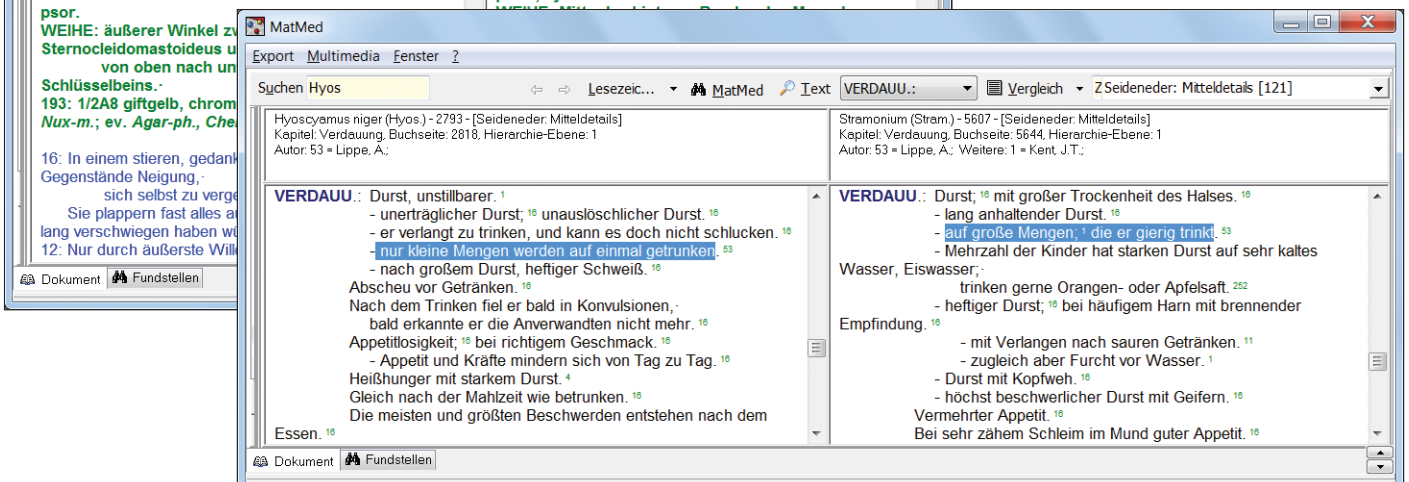 psor.
WEIHE: äußerer Winkel
Sternocleidomastoideus
von oben nach
Schlüsselbeins.·
193: 1/2A8 giftgelb,
Nux-m.; ev. Agar-ph.,
16: In einem stieren,
Gegenstände Neigung,·
sich selbst zu
Sie plappern fast alles
lang verschwiegen haben
12: Nur durch äußerste
Dokument Fundstellen
MatMed
Export Multimedia Fenster ?
Suchen Hyos Lesezeic... MatMed Text VERDAUU.: Vergleich Z Seideneder: Mitteldetails [121]
Hyoscyamus niger (Hyos.) - 2793 - [Seideneder: Mitteldetails]
Kapitel: Verdauung, Buchseite: 2818, Hierarchie-Ebene: 1
Autor: 53 = Lippe, A.;
VERDAUU.: Durst, unstillbarer. 1
- unerträglicher Durst; 16 unauslöschlicher Durst. 16
- er verlangt zu trinken, und kann es doch nicht schlucken. 16
- nur kleine Mengen werden auf einmal getrunken. 53
- nach großem Durst, heftiger Schweiß. 16
Abscheu vor Getränken. 16
Nach dem Trinken fiel er bald in Konvulsionen,·
bald erkannte er die Anverwandten nicht mehr. 16
Appetitlosigkeit; 16 bei richtigem Geschmack. 16
- Appetit und Kräfte mindern sich von Tag zu Tag. 16
Heißhunger mit starkem Durst. 4
Gleich nach der Mahlzeit wie betrunken. 16
Die meisten und größten Beschwerden entstehen nach dem
Essen. 16
Stramonium (Stram.) - 5607 - [Seideneder: Mitteldetails]
Kapitel: Verdauung, Buchseite: 5644, Hierarchie-Ebene: 1
Autor: 53 = Lippe, A.; Weitere: 1 = Kent, J.T.;
VERDAUU.: Durst; 16 mit großer Trockenheit des Halses. 16
- lang anhaltender Durst. 16
- auf große Mengen; 1 die er gierig trinkt. 53
- Mehrzahl der Kinder hat starken Durst auf sehr kaltes
Wasser, Eiswasser;·
trinken gerne Orangen- oder Apfelsaft. 252
- heftiger Durst; 16 bei häufigem Harn mit brennender
Empfindung. 16
- mit Verlangen nach sauren Getränken. 11
- zugleich aber Furcht vor Wasser. 1
- Durst mit Kopfweh. 16
- höchst beschwerlicher Durst mit Geifern. 16
Vermehrter Appetit. 16
Bei sehr zähem Schleim im Mund guter Appetit. 16
Dokument Fundstellen